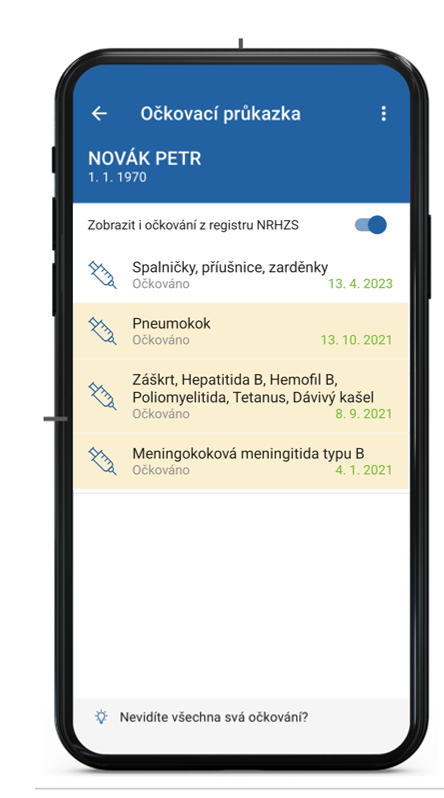 Očkovací průkazka
NOVÁK PETR
1. 1. 1970
Zobrazit i očkování z registru NRHZS
Spalničky, příušnice, zarděnky
Očkováno 13. 4. 2023
Pneumokok
Očkováno 13. 10. 2021
Záškrt, Hepatitida B, Hemofil B,
Poliomyelitida, Tetanus, Dávivý kašel
Očkováno 8. 9. 2021
Meningokoková meningitida typu B
Očkováno 4. 1. 2021
Nevidíte všechna svá očkování?